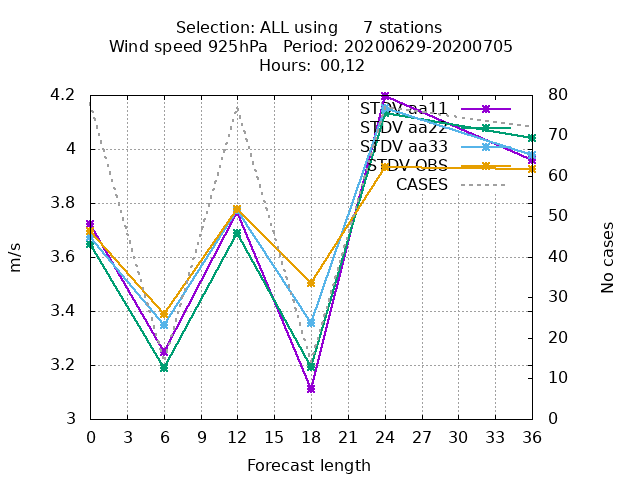 Selection: ALL using     7 stations
Wind speed 925hPa   Period: 20200629-20200705
Hours: 00,12
STDV aa11
STDV aa22
STDV aa33
STDV OBS
CASES
4.2
4
3.8
3.6
3.4
3.2
3
m/s
80
70
60
50
40
30
20
10
0
No cases
0 3 6 9 12 15 18 21 24 27 30 33 36
Forecast length